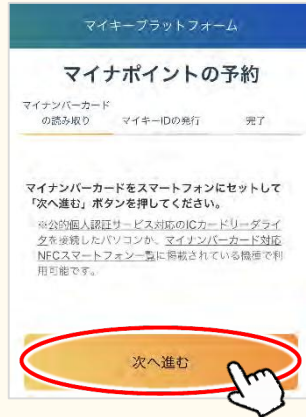 マイキープラットフォーム
マイナポイントの予約
マイナンバーカード
の読み取り マイキーIDの発行 完了
マイナンバーカードをスマートフォンにセットして
「次へ進む」ボタンを押してください。
※公的個人認証サービス対応のICカードリーダライ
タを接続したパソコンか、マイナンバーカード対応
NFCスマートフォン一覧に掲載されている機種で利
用可能です。
次へ進む